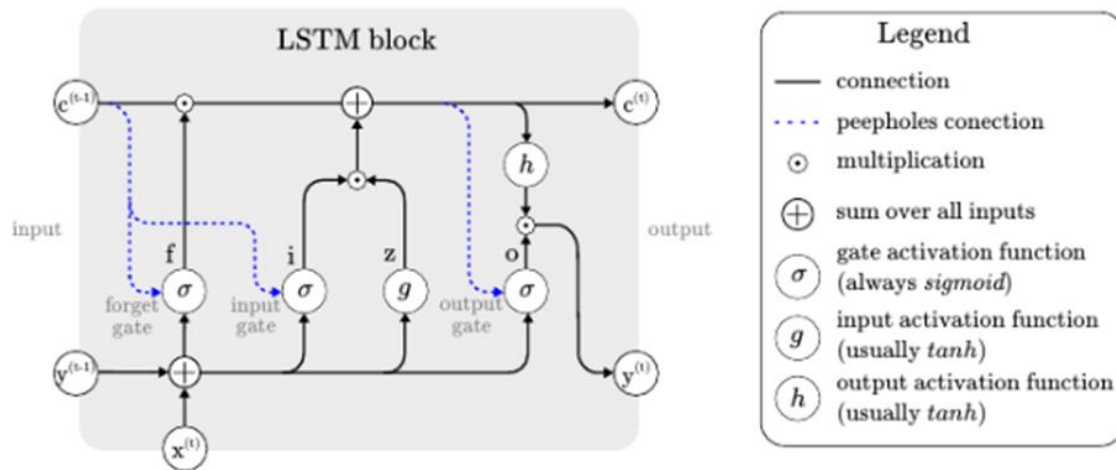 LSTM block
c(t-1)
c(t)
h
input
output
f
i
z
o
σ
σ
g
σ
forget
gate
input
gate
output
gate
y(t-1)
y(t)
x(t)
Legend
connection
peepholes conection
multiplication
sum over all inputs
σ gate activation function
(always sigmoid)
g input activation function
(usually tanh)
h output activation function
(usually tanh)